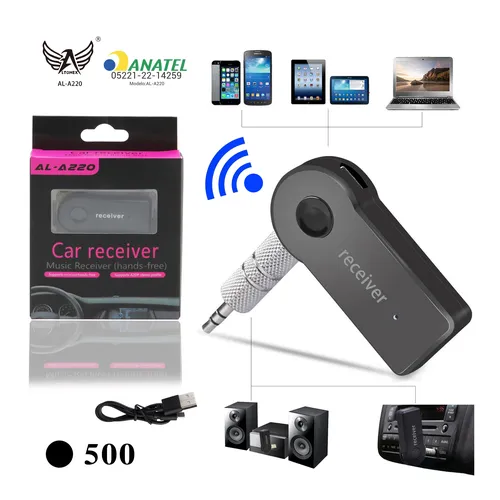 ALTOMEX
AL-A220
ANATEL
05221-22-14259
Modelo:AL-A220
AL-A220
receiver
Car receiver
Music Receiver (hands-free)
receiver
500